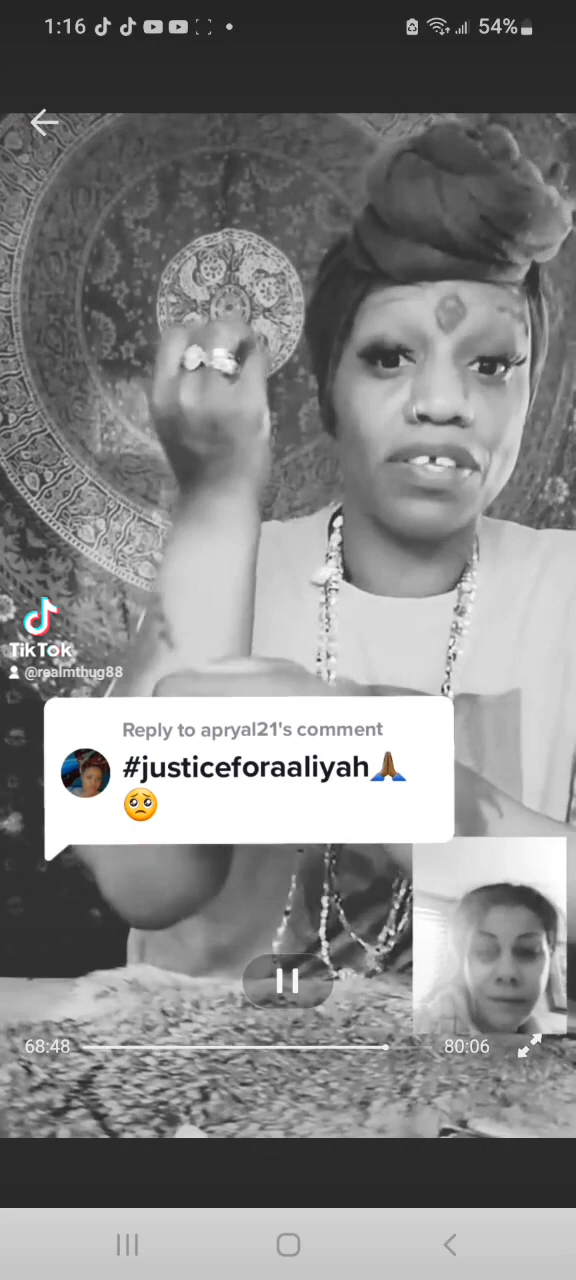 1:16
54%
TikTok
@realmthug88
Reply to apryal21's comment
#justiceforaaliyah🙏🏾
🥺
68:48
80:06